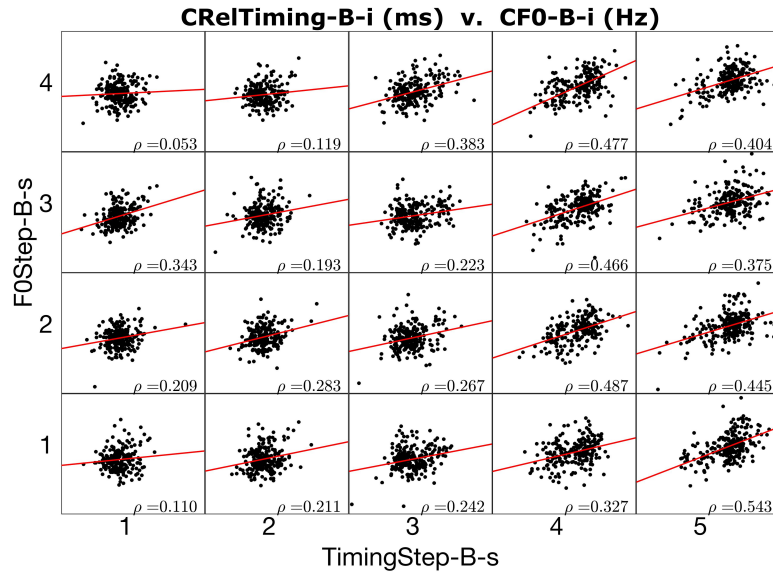 CRelTiming-B-i (ms) v. CF0-B-i (Hz)
4
ρ=0.053
ρ=0.119
ρ=0.383
ρ=0.477
ρ=0.404
3
ρ=0.343
ρ=0.193
ρ=0.223
ρ=0.466
ρ=0.375
F0Step-B-s
2
ρ=0.209
ρ=0.283
ρ=0.267
ρ=0.487
ρ=0.445
1
ρ=0.110
ρ=0.211
ρ=0.242
ρ=0.327
ρ=0.543
1 2 3 4 5
TimingStep-B-s